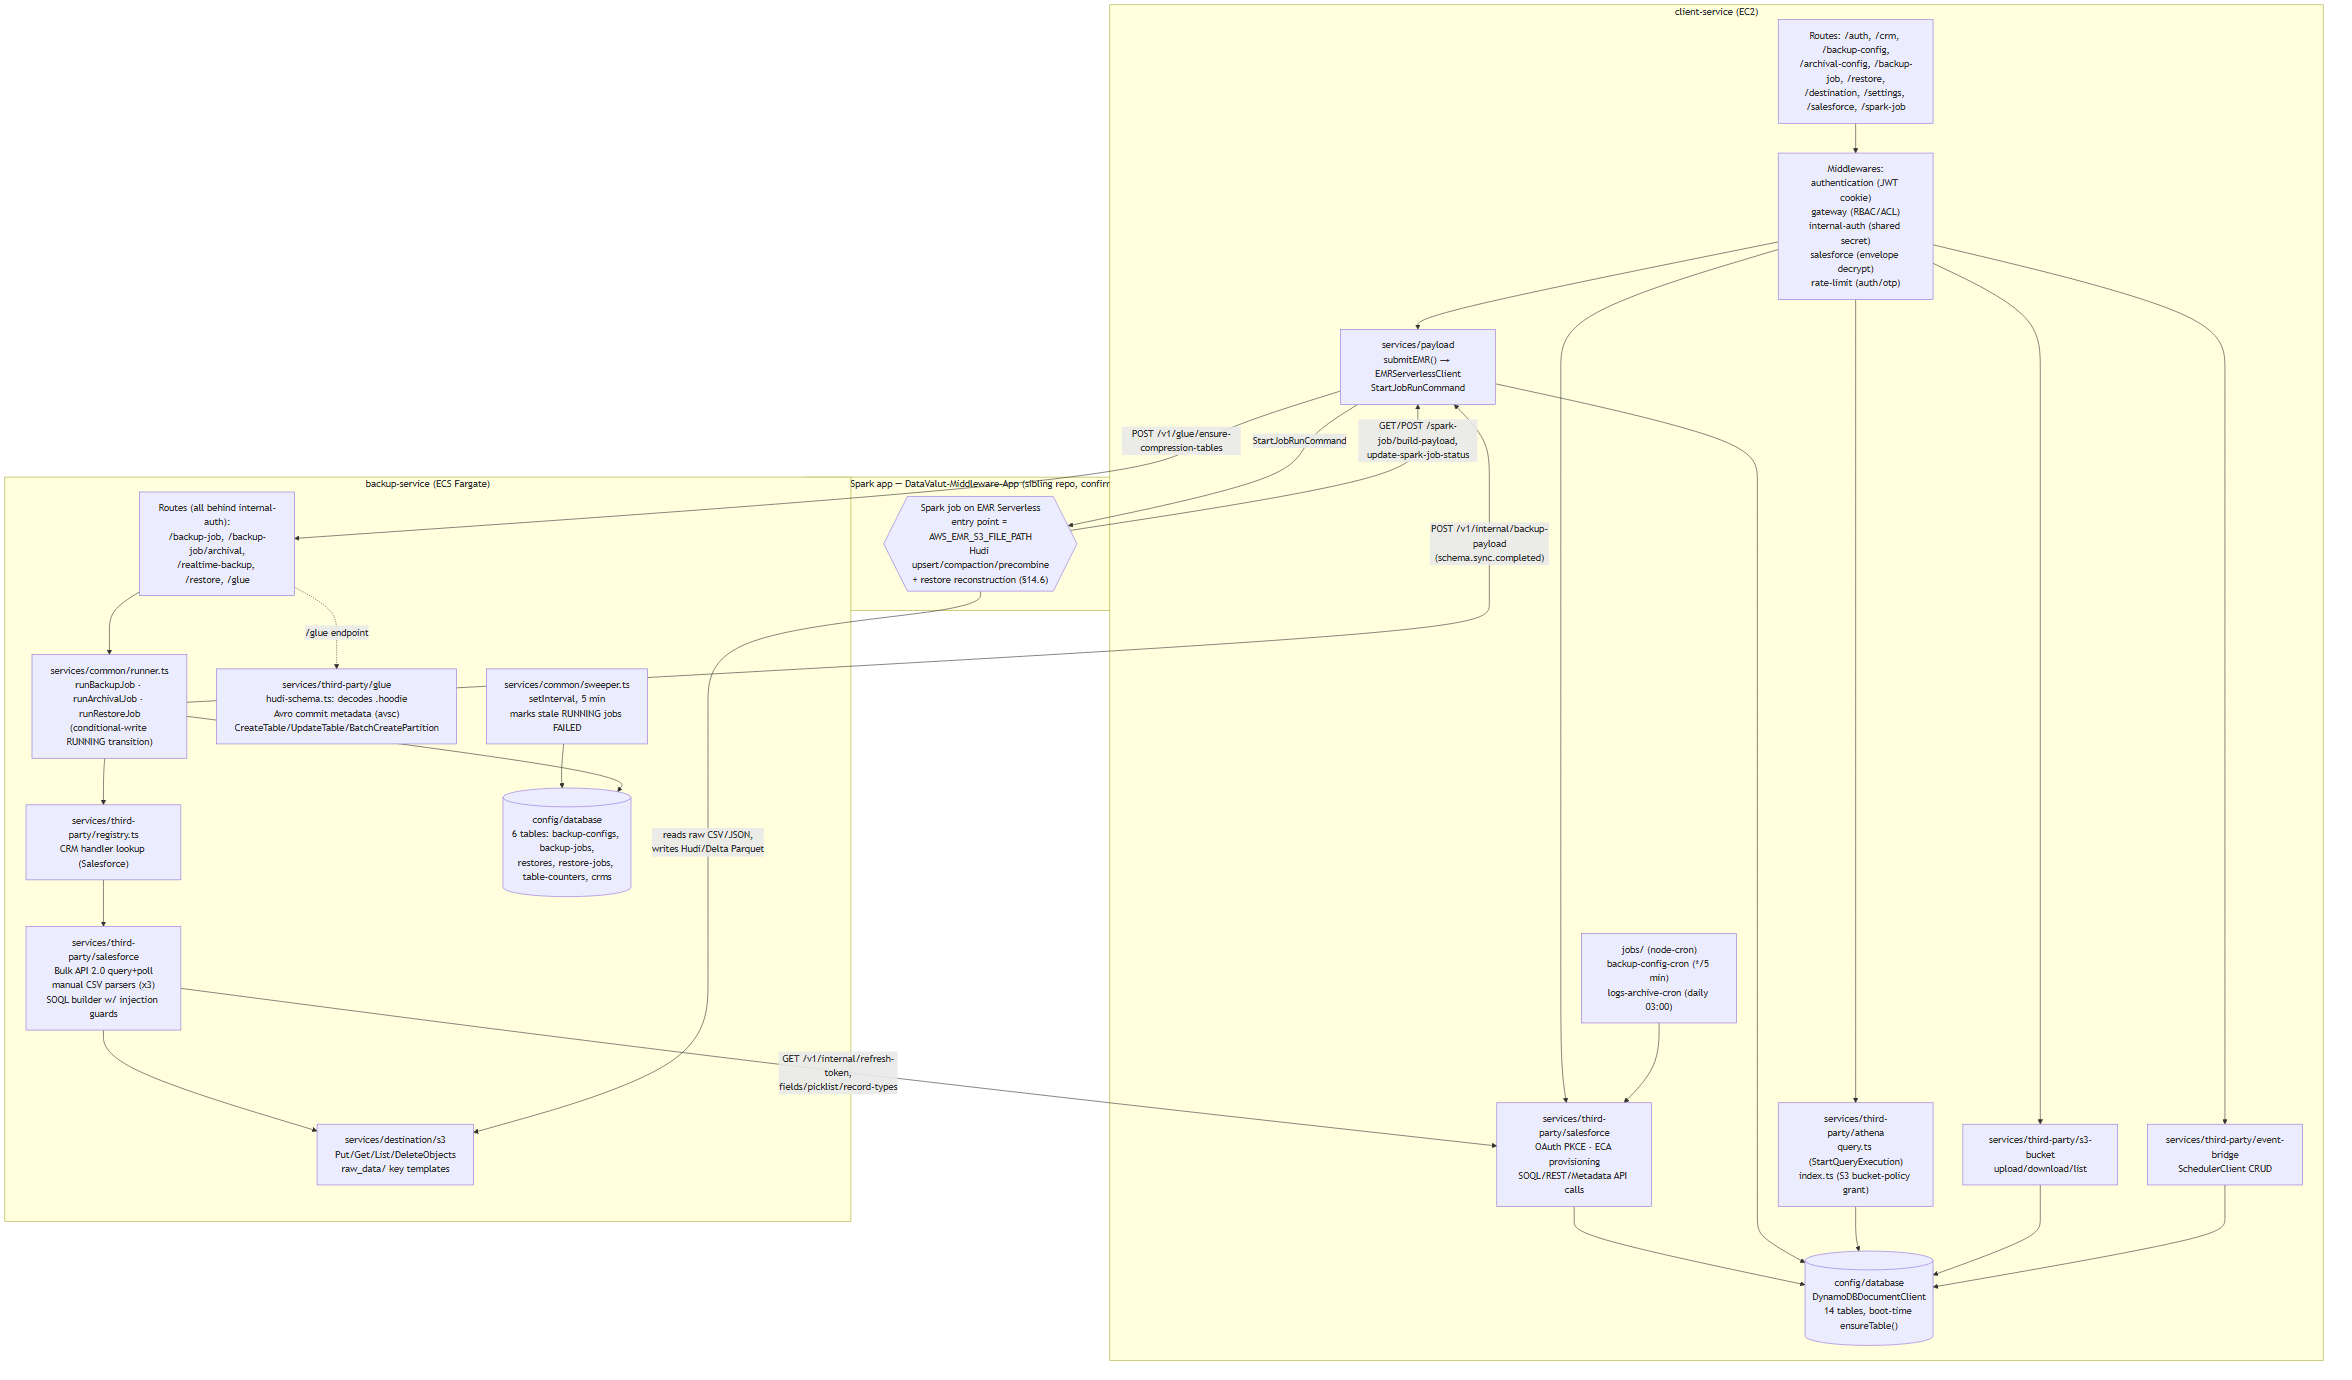 client-service (EC2)
Routes: /auth, /crm,
/backup-config,
/archival-config, /backup-
job, /restore,
/destination, /settings,
/salesforce, /spark-job
Middlewares:
authentication (JWT
cookie)
gateway (RBAC/ACL)
internal-auth (shared
secret)
salesforce (envelope
decrypt)
rate-limit (auth/otp)
services/payload
submitEMR() →
EMRServerlessClient
StartJobRunCommand
POST /v1/glue/ensure-
compression-tables
StartJobRunCommand
GET/POST /spark-
job/build-payload,
update-spark-job-status
backup-service (ECS Fargate)
Spark app — DataValut-Middleware-App (sibling repo, confirm
Routes (all behind internal-
auth):
/backup-job, /backup-
job/archival,
/realtime-backup,
/restore, /glue
Spark job on EMR Serverless
entry point =
AWS_EMR_S3_FILE_PATH
Hudi
upsert/compaction/precombine
+ restore reconstruction (§14.6)
POST /v1/internal/backup-
payload
(schema.sync.completed)
/glue endpoint
services/common/runner.ts
runBackupJob ·
runArchivalJob ·
runRestoreJob
(conditional-write
RUNNING transition)
services/third-party/glue
hudi-schema.ts: decodes .hoodie
Avro commit metadata (avsc)
CreateTable/UpdateTable/BatchCreatePartition
services/common/sweeper.ts
setInterval, 5 min
marks stale RUNNING jobs
FAILED
services/third-
party/registry.ts
CRM handler lookup
(Salesforce)
config/database
6 tables: backup-configs,
backup-jobs,
restores, restore-jobs,
table-counters, crms
reads raw CSV/JSON,
writes Hudi/Delta Parquet
services/third-
party/salesforce
Bulk API 2.0 query+poll
manual CSV parsers (x3)
SOQL builder w/ injection
guards
jobs/ (node-cron)
backup-config-cron (*/5
min)
logs-archive-cron (daily
03:00)
GET /v1/internal/refresh-
token,
fields/picklist/record-types
services/destination/s3
Put/Get/List/DeleteObjects
raw_data/ key templates
services/third-
party/salesforce
OAuth PKCE · ECA
provisioning
SOQL/REST/Metadata API
calls
services/third-
party/athena
query.ts
(StartQueryExecution)
index.ts (S3 bucket-policy
grant)
services/third-party/s3-
bucket
upload/download/list
services/third-party/event-
bridge
SchedulerClient CRUD
config/database
DynamoDBDocumentClient
14 tables, boot-time
ensureTable()